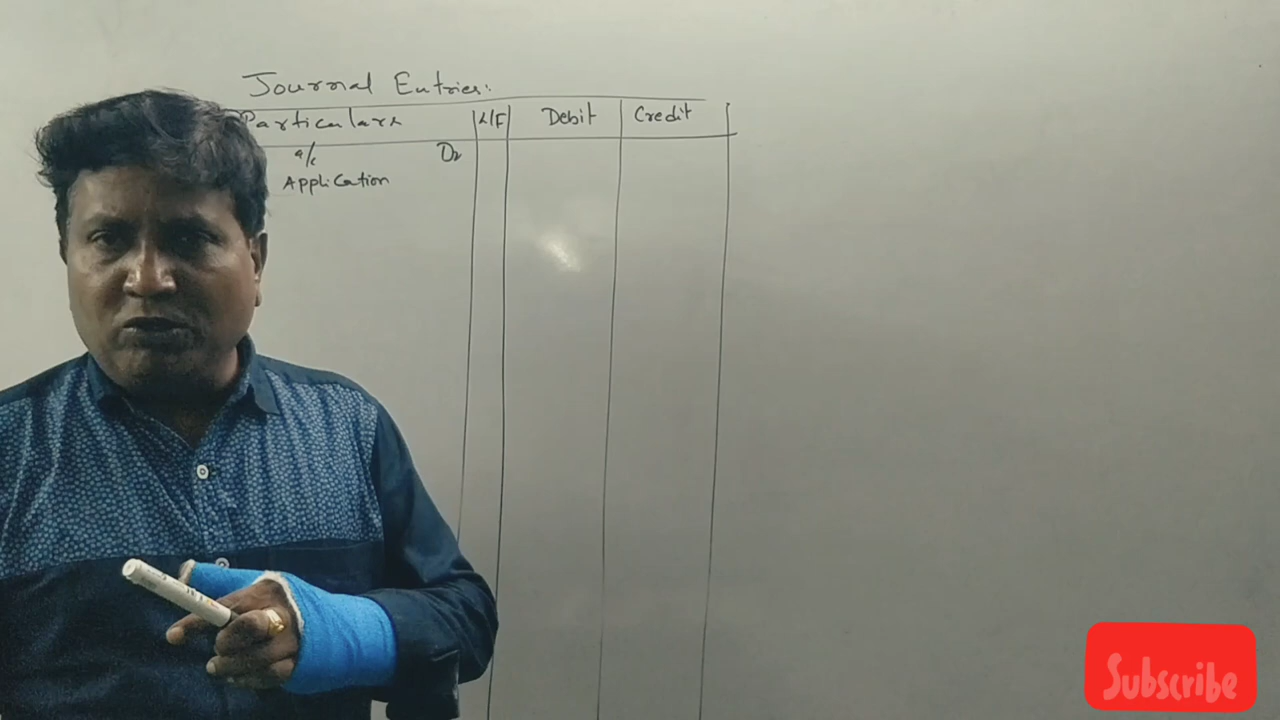 Journal Entries:
Particulars L/F Debit Credit
a/c Dr
Application
Subscribe